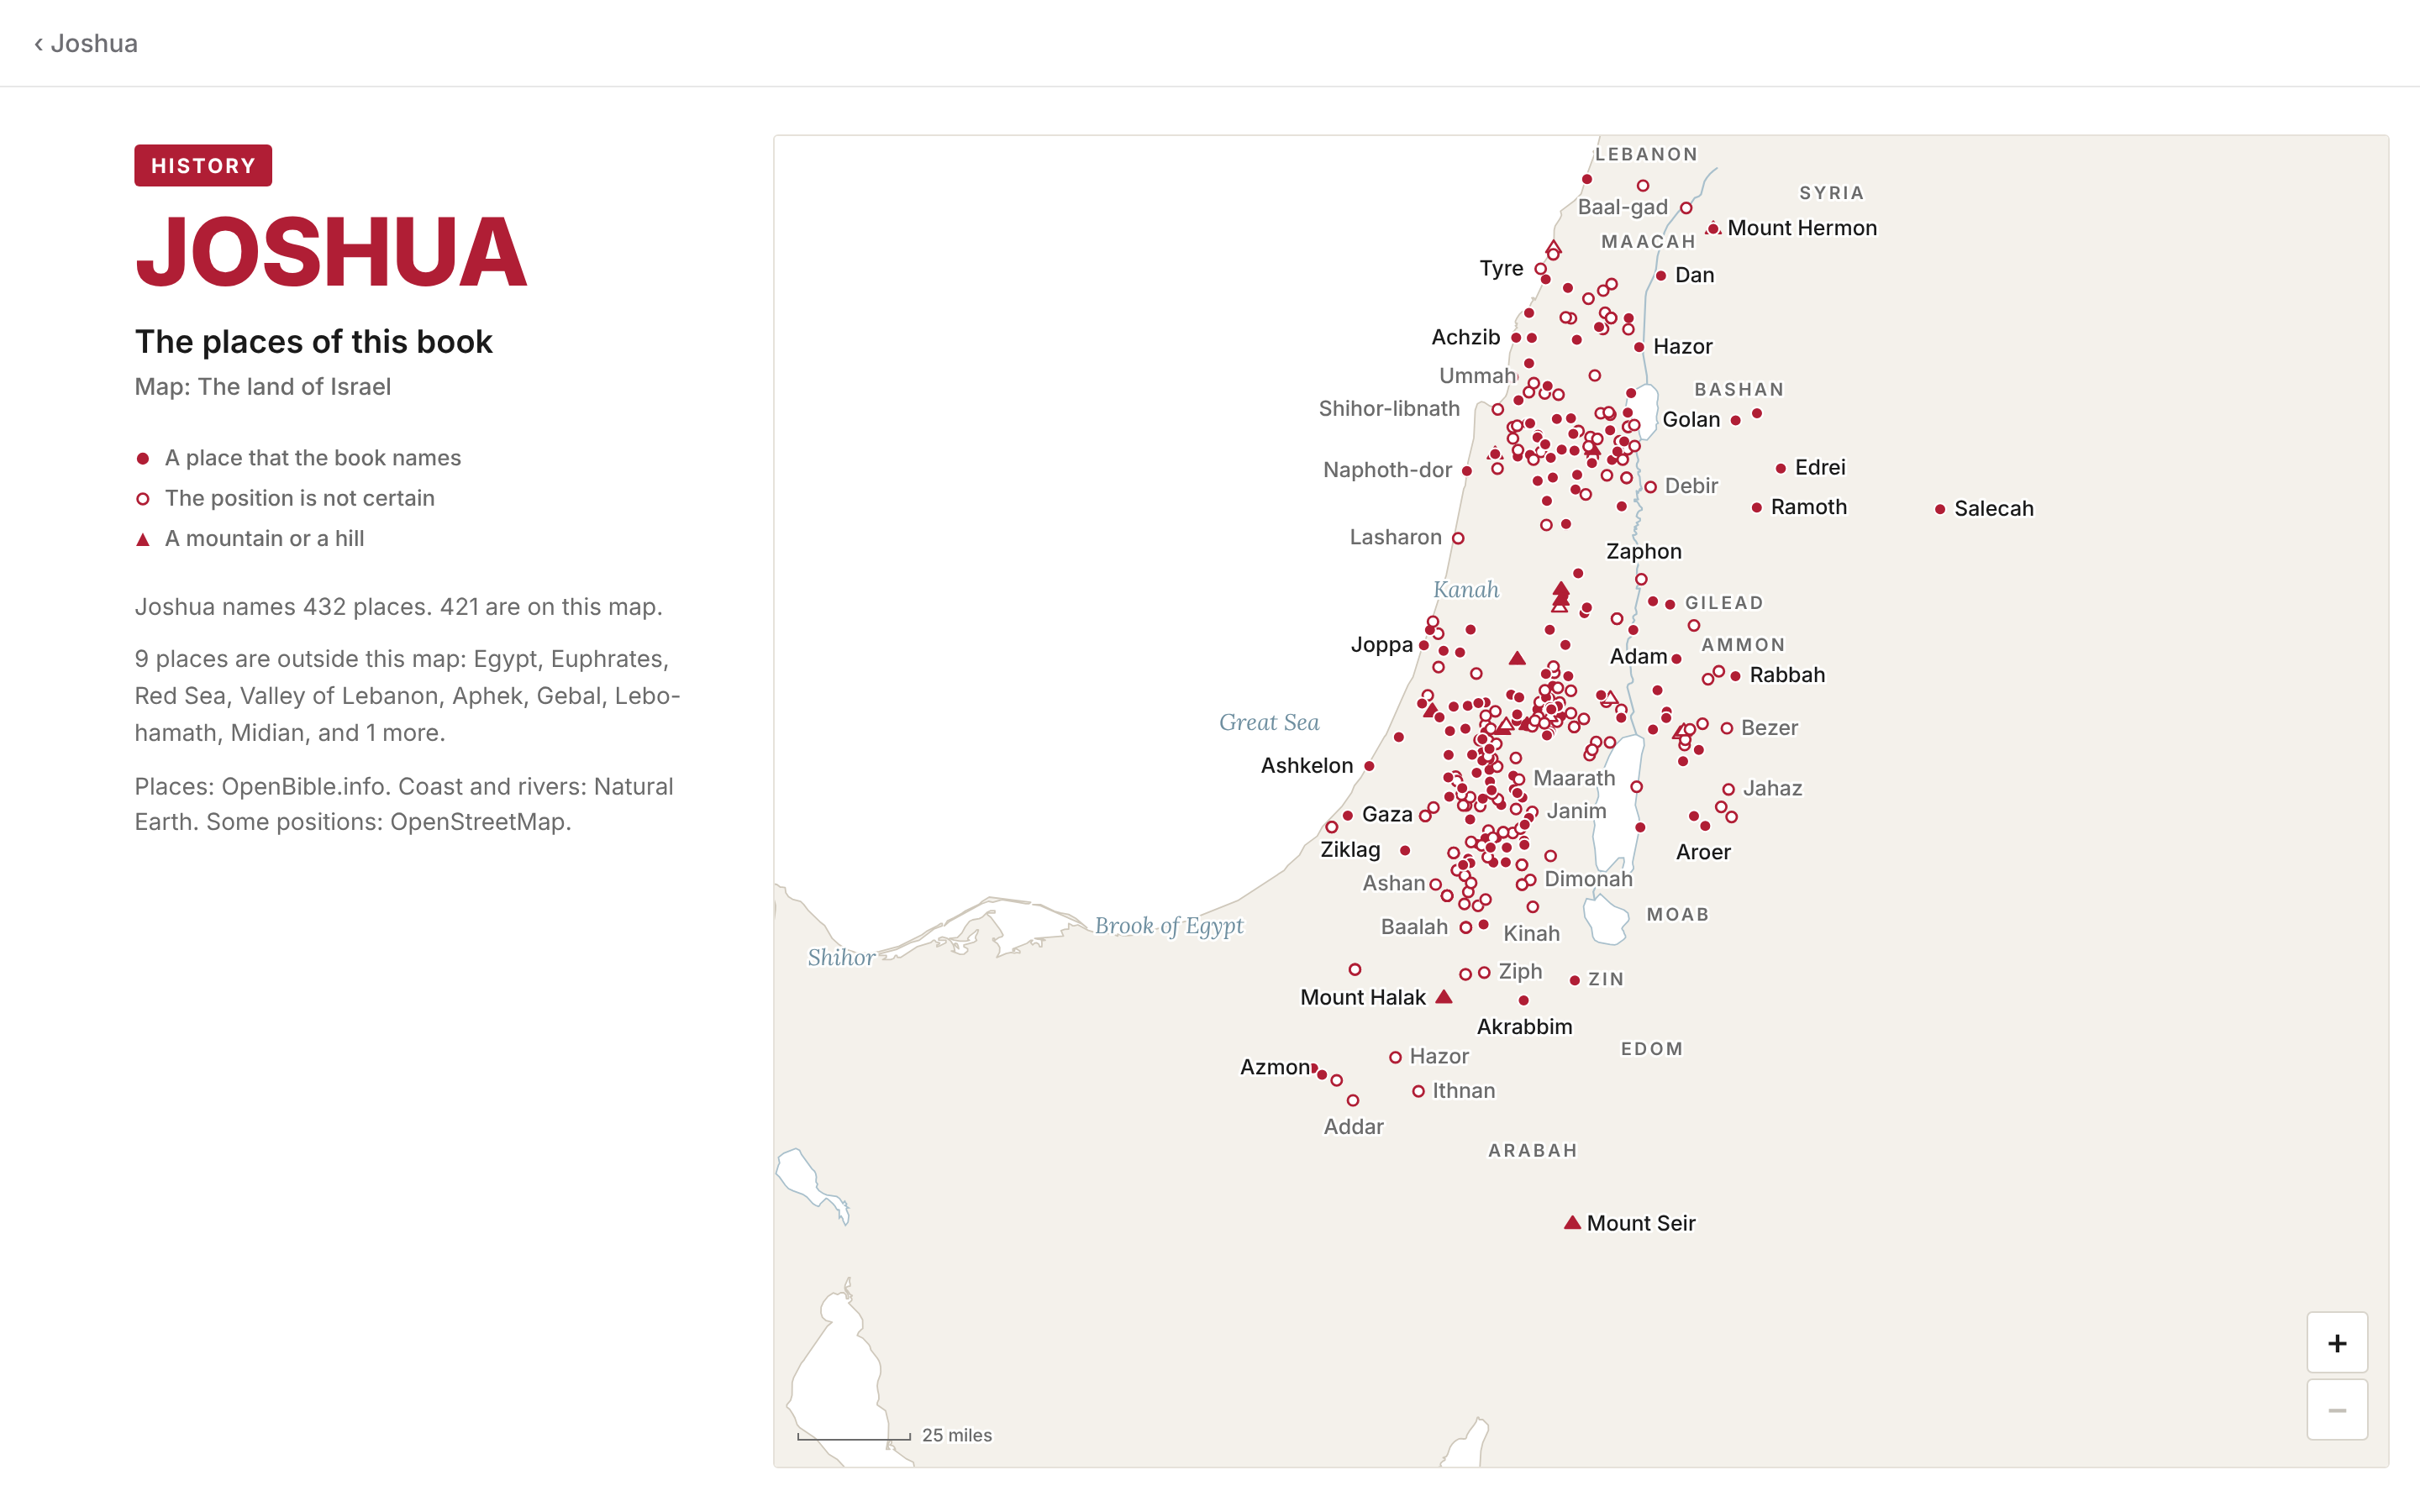 ‹ Joshua
HISTORY
JOSHUA
The places of this book
Map: The land of Israel
A place that the book names
The position is not certain
A mountain or a hill
Joshua names 432 places. 421 are on this map.
9 places are outside this map: Egypt, Euphrates,
Red Sea, Valley of Lebanon, Aphek, Gebal, Lebo-
hamath, Midian, and 1 more.
Places: OpenBible.info. Coast and rivers: Natural
Earth. Some positions: OpenStreetMap.
LEBANON
SYRIA
Baal-gad
Mount Hermon
MAACAH
Tyre
Dan
Achzib
Hazor
Ummah
BASHAN
Shihor-libnath
Golan
Naphoth-dor
Edrei
Debir
Ramoth
Salecah
Lasharon
Zaphon
Kanah
GILEAD
Joppa
AMMON
Adam
Rabbah
Great Sea
Bezer
Ashkelon
Maarath
Jahaz
Gaza
Janim
Ziklag
Aroer
Ashan
Dimonah
MOAB
Brook of Egypt
Baalah
Kinah
Shihor
Ziph
ZIN
Mount Halak
Akrabbim
EDOM
Hazor
Azmon
Ithnan
Addar
ARABAH
Mount Seir
+
−
25 miles